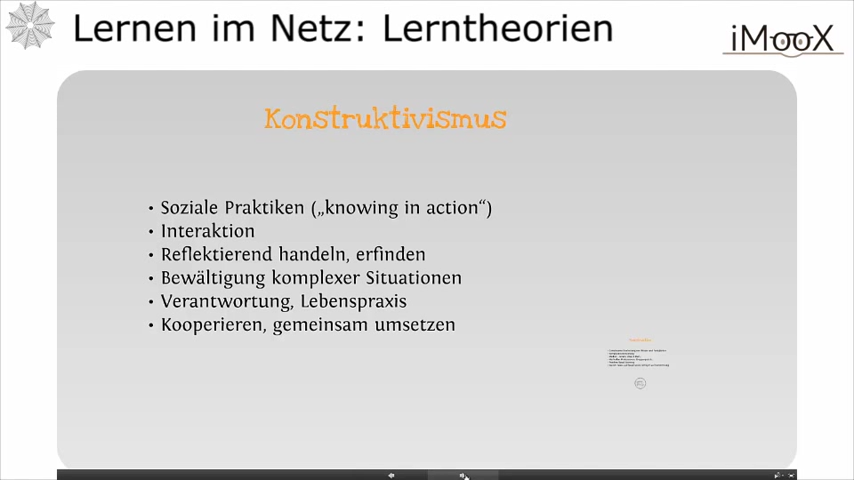 Lernen im Netz: Lerntheorien
iMooX
Konstruktivismus
• Soziale Praktiken („knowing in action“)
• Interaktion
• Reflektierend handeln, erfinden
• Bewältigung komplexer Situationen
• Verantwortung, Lebenspraxis
• Kooperieren, gemeinsam umsetzen